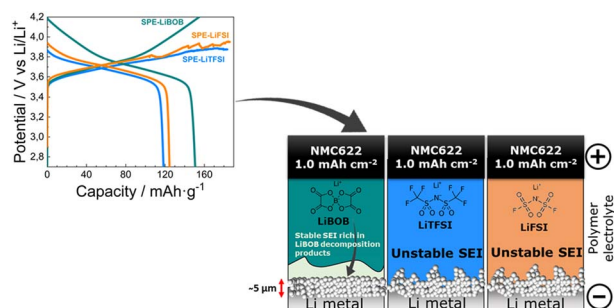 SPE-LiBOB
SPE-LiFSI
SPE-LiTFSI
Potential / V vs Li/Li⁺
4,2
4,0
3,8
3,6
3,4
3,2
3,0
2,8
0 40 80 120 160 200
Capacity / mAh·g⁻¹
NMC622
1.0 mAh cm⁻²
NMC622
1.0 mAh cm⁻²
NMC622
1.0 mAh cm⁻²
Li⁺
LiBOB
Stable SEI rich in
LiBOB decomposition
products
Li⁺
LiTFSI
Unstable SEI
Li⁺
LiFSI
Unstable SEI
~5 µm
Li metal
Li metal
Li metal
+
Polymer
electrolyte
−